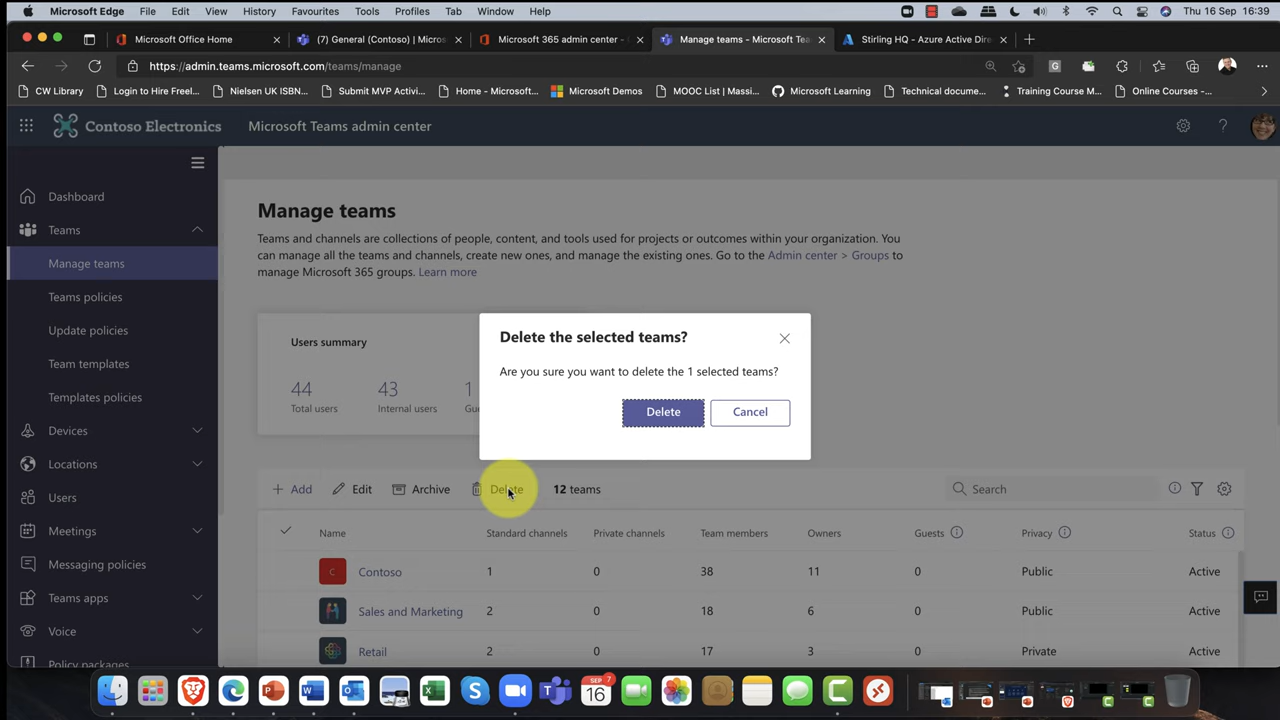 Microsoft Edge File Edit View History Favourites Tools Profiles Tab Window Help Thu 16 Sep 16:39
Microsoft Office Home (7) General (Contoso) | Micros Microsoft 365 admin center - Manage teams - Microsoft Tea Stirling HQ - Azure Active Dire
https://admin.teams.microsoft.com/teams/manage
CW Library Login to Hire Freel... Nielsen UK ISBN... Submit MVP Activi... Home - Microsoft... Microsoft Demos MOOC List | Massi... Microsoft Learning Technical docume... Training Course M... Online Courses -...
Contoso Electronics Microsoft Teams admin center
Dashboard
Teams
Manage teams
Teams policies
Update policies
Team templates
Templates policies
Devices
Locations
Users
Meetings
Messaging policies
Teams apps
Voice
Policy packages
Manage teams
Teams and channels are collections of people, content, and tools used for projects or outcomes within your organization. You
can manage all the teams and channels, create new ones, and manage the existing ones. Go to the Admin center > Groups to
manage Microsoft 365 groups. Learn more
Users summary
44 43 1
Total users Internal users Gu
Delete the selected teams?
Are you sure you want to delete the 1 selected teams?
Delete Cancel
+ Add Edit Archive Delete 12 teams Search
Name Standard channels Private channels Team members Owners Guests Privacy Status
C Contoso 1 0 38 11 0 Public Active
Sales and Marketing 2 0 18 6 0 Public Active
Retail 2 0 17 3 0 Private Active
SEP 7
16